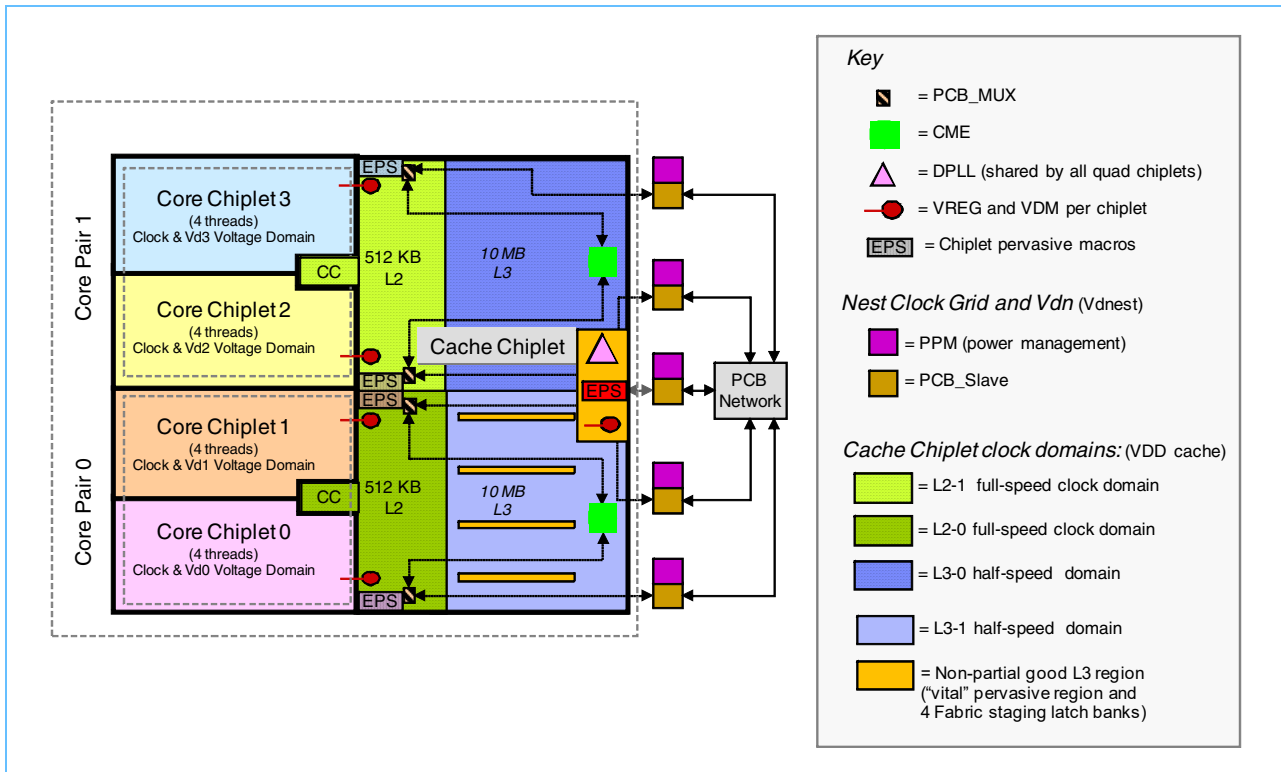 Core Pair 1
Core Pair 0
EPS
Core Chiplet 3
(4 threads)
Clock & Vd3 Voltage Domain
CC
512 KB
L2
10 MB
L3
Core Chiplet 2
(4 threads)
Clock & Vd2 Voltage Domain
Cache Chiplet
EPS
EPS
EPS
PCB
Network
Core Chiplet 1
(4 threads)
Clock & Vd1 Voltage Domain
CC
512 KB
L2
10 MB
L3
Core Chiplet 0
(4 threads)
Clock & Vd0 Voltage Domain
EPS
Key
= PCB_MUX
= CME
= DPLL (shared by all quad chiplets)
= VREG and VDM per chiplet
EPS = Chiplet pervasive macros
Nest Clock Grid and Vdn (Vdnest)
= PPM (power management)
= PCB_Slave
Cache Chiplet clock domains: (VDD cache)
= L2-1 full-speed clock domain
= L2-0 full-speed clock domain
= L3-0 half-speed domain
= L3-1 half-speed domain
= Non-partial good L3 region
("vital" pervasive region and
4 Fabric staging latch banks)